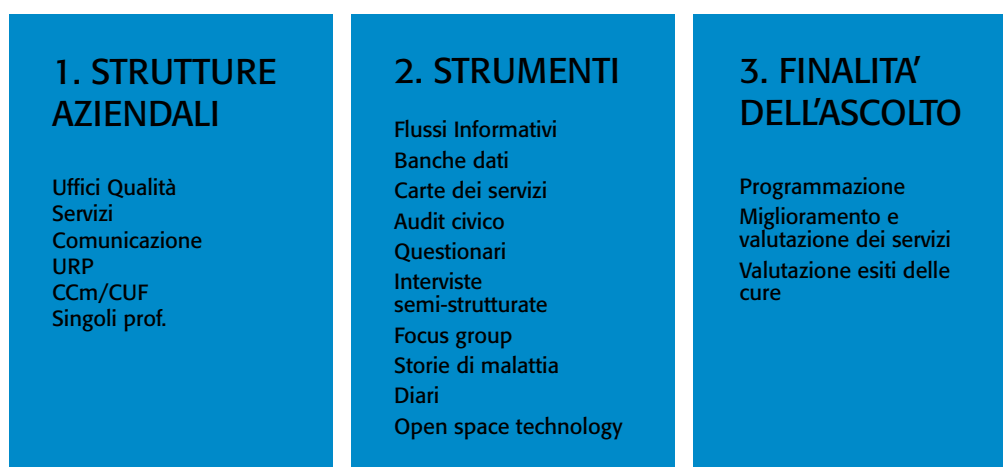 1. STRUTTURE
AZIENDALI
Uffici Qualità
Servizi
Comunicazione
URP
CCm/CUF
Singoli prof.
2. STRUMENTI
Flussi Informativi
Banche dati
Carte dei servizi
Audit civico
Questionari
Interviste
semi-strutturate
Focus group
Storie di malattia
Diari
Open space technology
3. FINALITA'
DELL'ASCOLTO
Programmazione
Miglioramento e
valutazione dei servizi
Valutazione esiti delle
cure